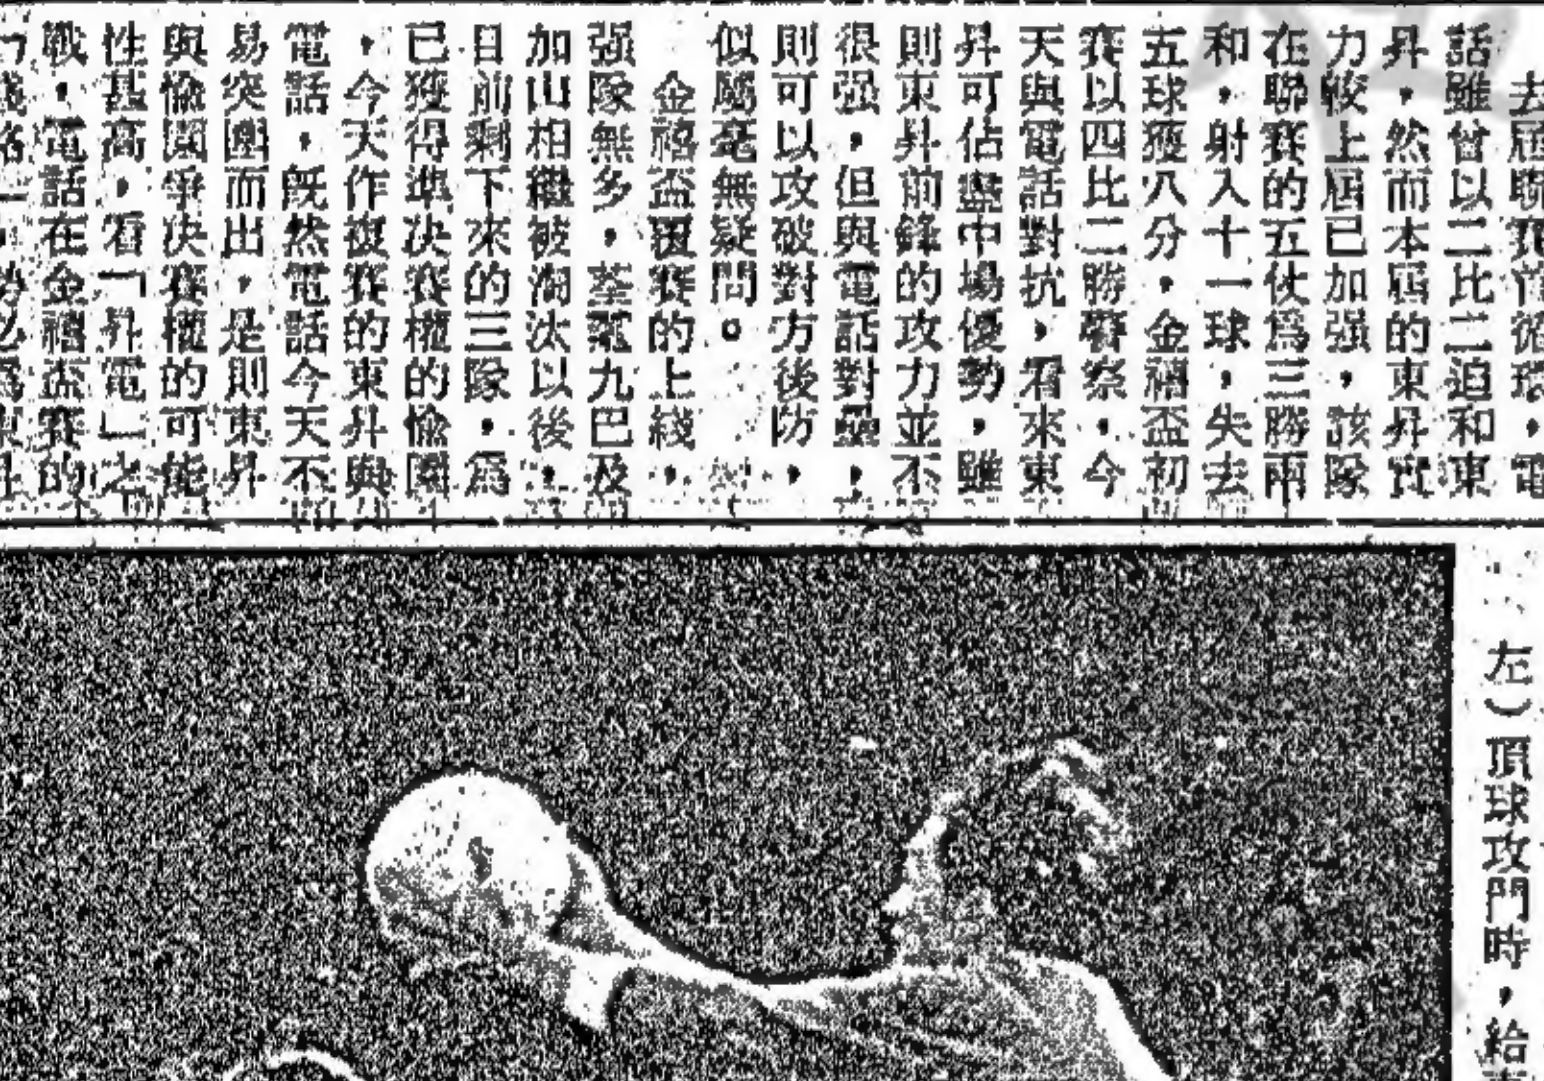 去屆聯賽首循環，電
話雖曾以二比二迫和東
昇，然而本屆的東昇實
力較上屆已加强，該隊
在聯賽的五仗爲三勝兩
和，射入十一球，失去
五球獲八分。金禧盃初
賽以四比二勝警察。今
天與電話對抗，看來東
昇可佔盡中場優勢，雖
則東昇前鋒的攻力並不
很强，但與電話對壘，
則可以攻破對方後防，
似屬毫無疑問。
金禧盃覆賽的上綫，
强隊無多，荃灣九巴及
加山相繼被淘汰以後，
目前剩下來的三隊，爲
已獲得準决賽權的愉園
，今天作複賽的東昇與
電話，旣然電話今天不
易突圍而出，是則東昇
與愉園爭决賽權的可能
性甚高，看「昇電」之
戰，電話在金禧盃賽的
左）頂球攻門時，給